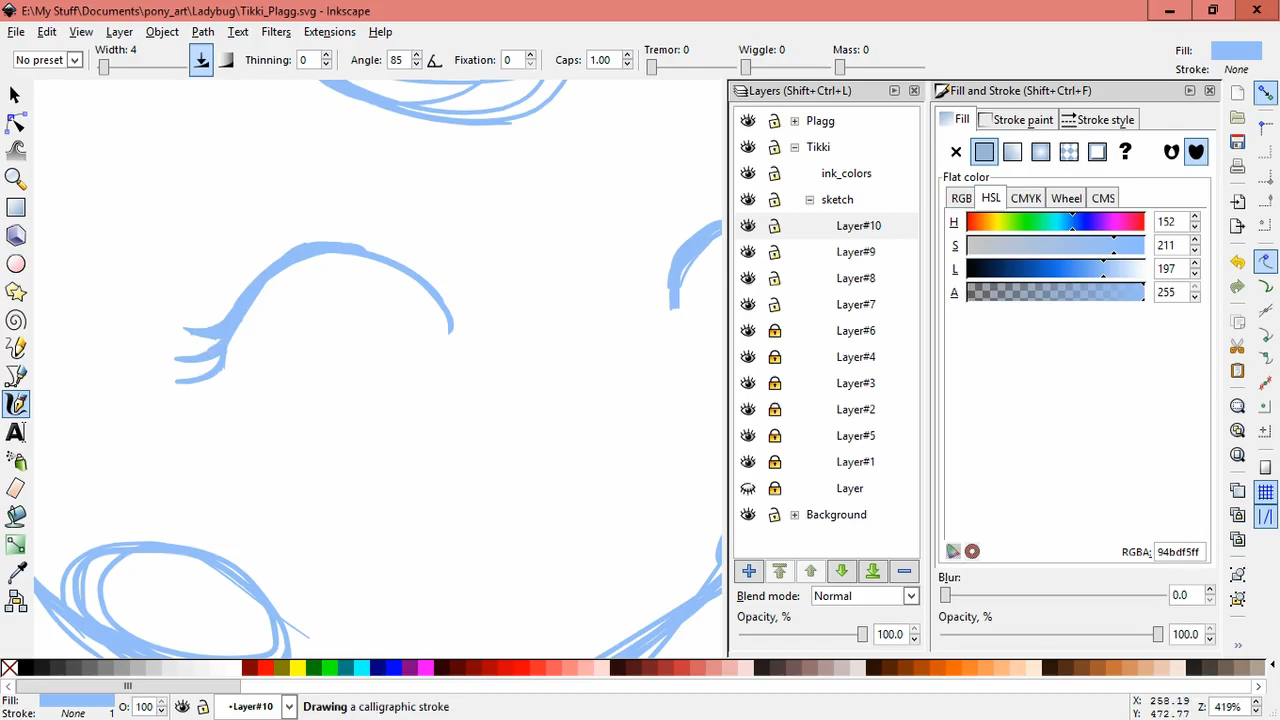 E:\My Stuff\Documents\pony_art\Ladybug\Tikki_Plagg.svg - Inkscape
File Edit View Layer Object Path Filters Text Extensions Help
No preset Width: 4 Thinning: 0 Angle: 85 Fixation: 0 Caps: 1.00 Tremor: 0 Wiggle: 0 Mass: 0 Fill: Stroke: None
Layers (Shift+Ctrl+L)
Plagg
Tikki
ink_colors
sketch
Layer#10
Layer#9
Layer#8
Layer#7
Layer#6
Layer#4
Layer#3
Layer#2
Layer#5
Layer#1
Layer
Background
Blend mode: Normal
Opacity, %
100.0
Fill and Stroke (Shift+Ctrl+F)
Fill Stroke paint Stroke style
?
Flat color
RGB HSL CMYK Wheel CMS
H 152
S 211
L 197
A 255
RGBA: 94bdf5ff
Blur:
0.0
Opacity, %
100.0
Fill:
Stroke: None 1 O: 100 •Layer#10 Drawing a calligraphic stroke
X: 258.19
Y: 472.77
Z: 419%